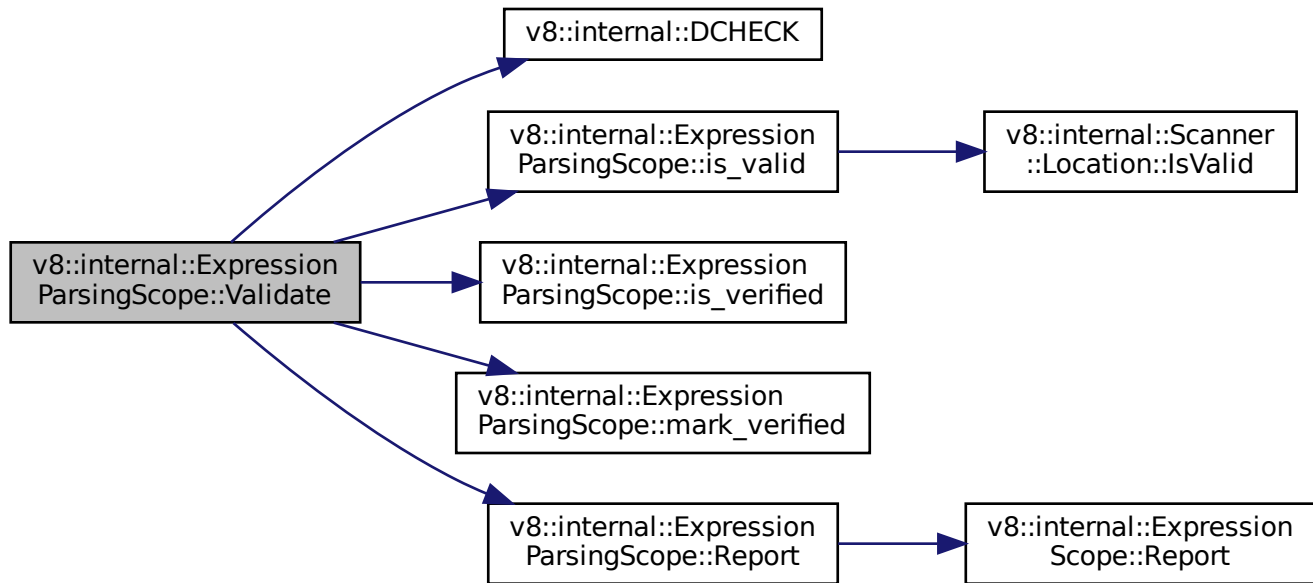 v8::internal::DCHECK
v8::internal::Expression
ParsingScope::is_valid
v8::internal::Scanner
::Location::IsValid
v8::internal::Expression
ParsingScope::Validate
v8::internal::Expression
ParsingScope::is_verified
v8::internal::Expression
ParsingScope::mark_verified
v8::internal::Expression
ParsingScope::Report
v8::internal::Expression
Scope::Report